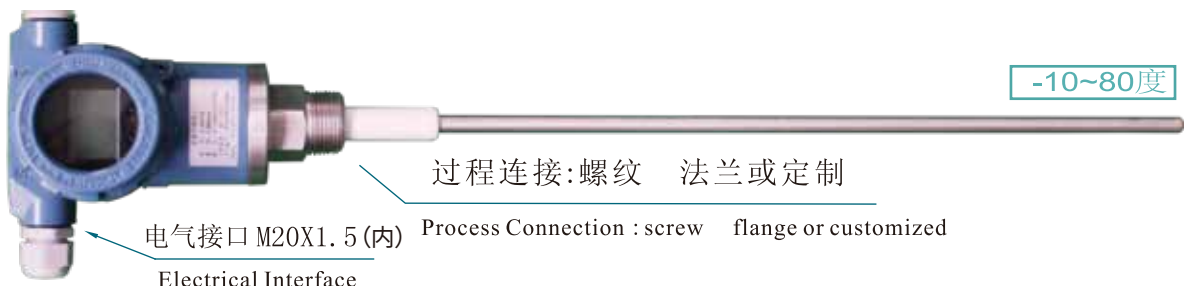 -10~80度
过程连接:螺纹 法兰或定制
Process Connection : screw flange or customized
电气接口 M20X1.5(内)
Electrical Interface